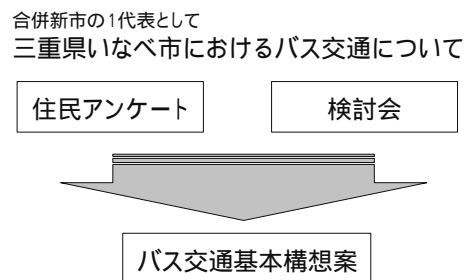 合併新市の1代表として
三重県いなべ市におけるバス交通について
住民アンケート
検討会
バス交通基本構想案